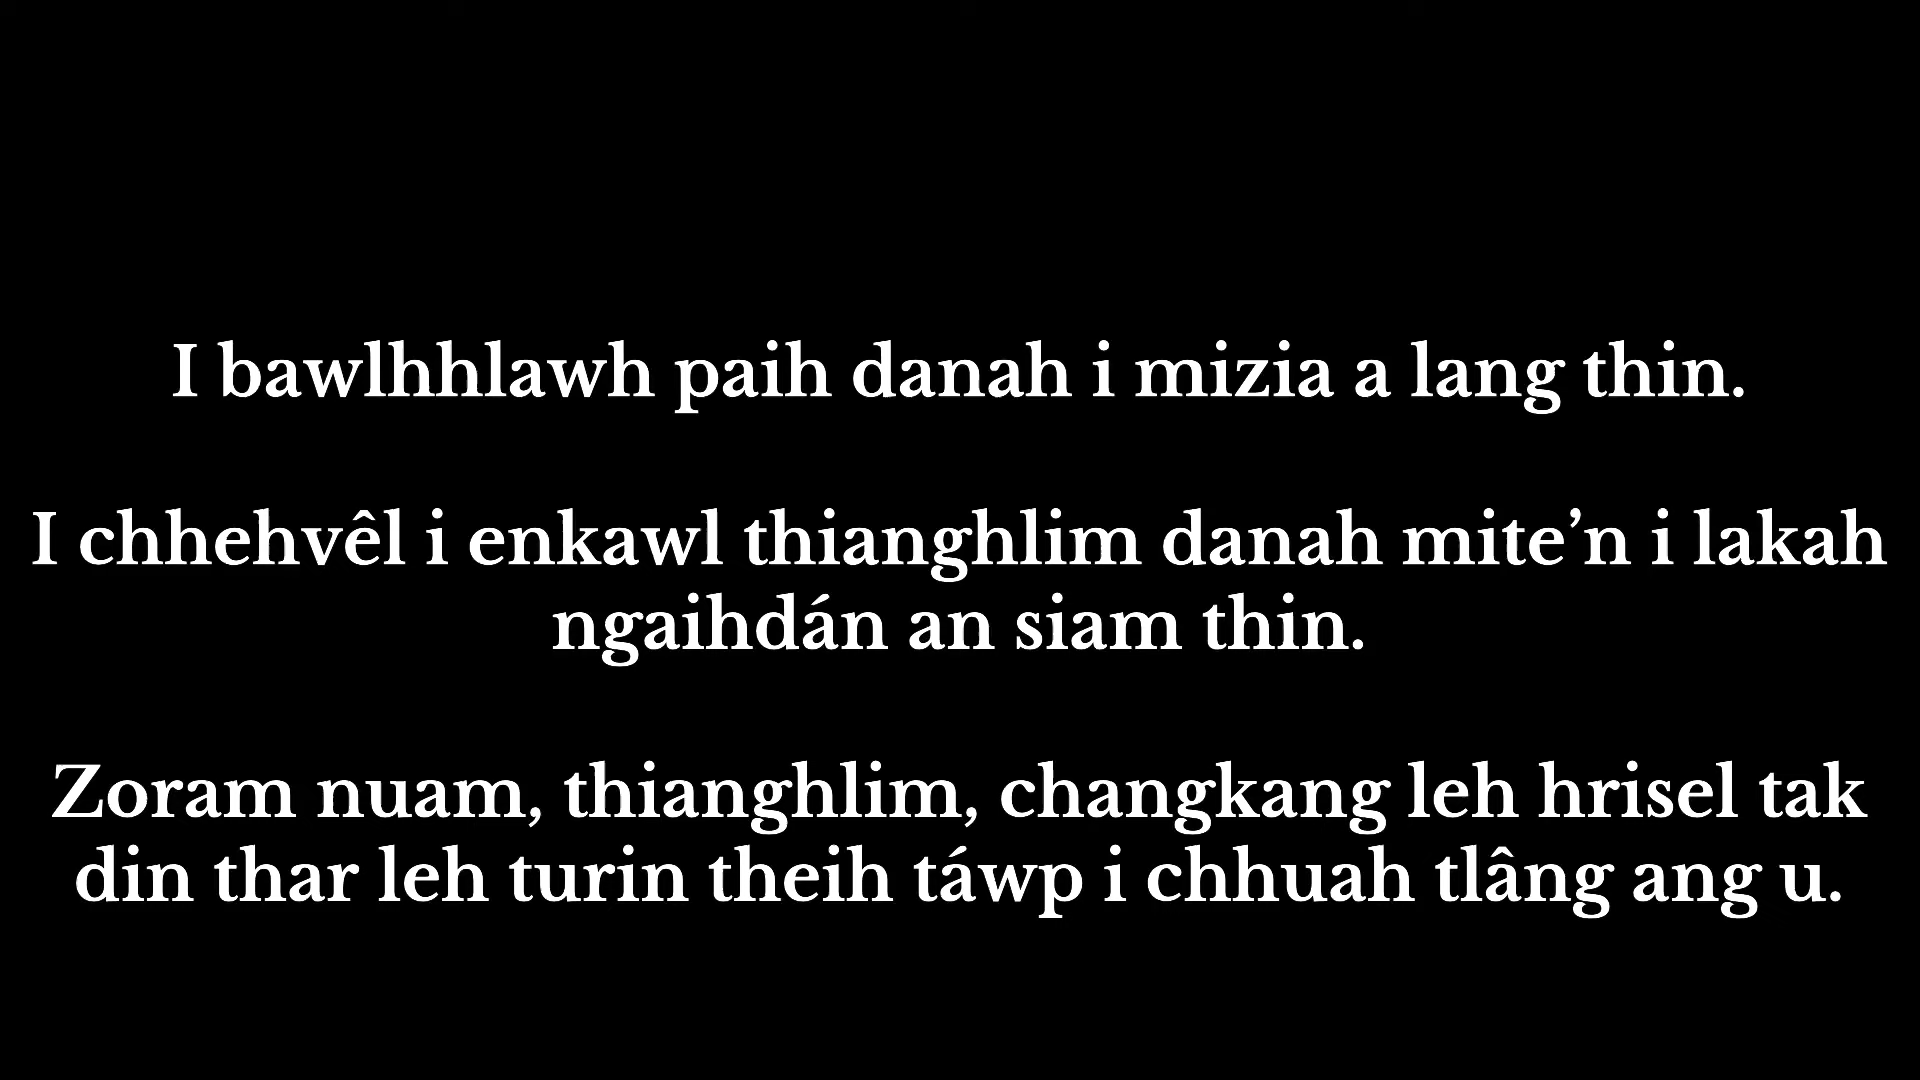 I bawlhhlawh paih danah i mizia a lang thin.
I chhehvêl i enkawl thianghlim danah mite’n i lakah
ngaihdán an siam thin.
Zoram nuam, thianghlim, changkang leh hrisel tak
din thar leh turin theih táwp i chhuah tlâng ang u.